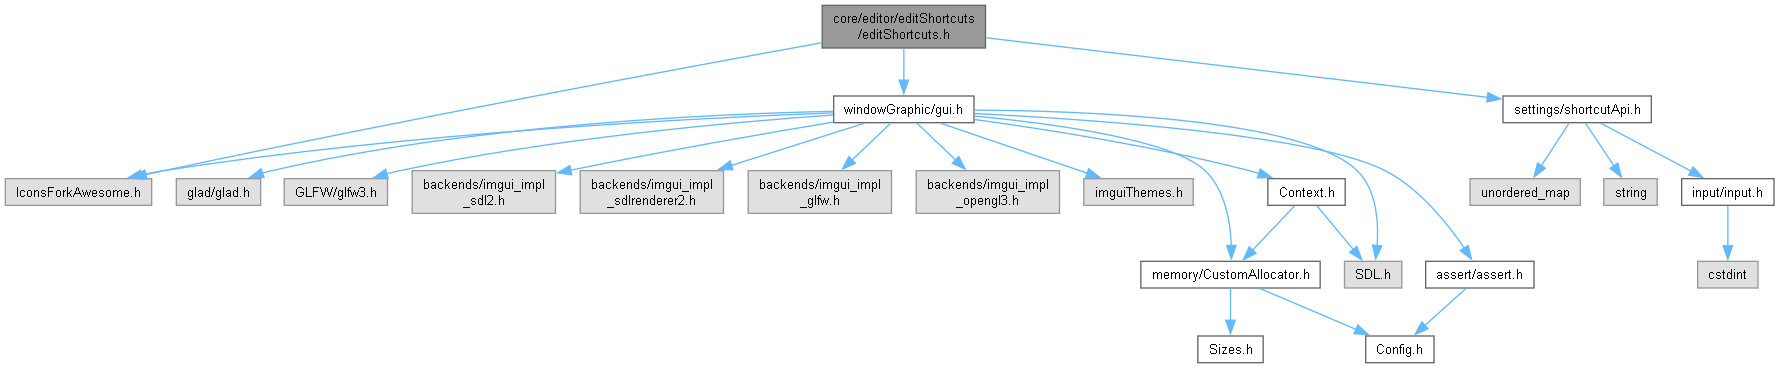 core/editor/editShortcuts
/editShortcuts.h
windowGraphic/gui.h
settings/shortcutApi.h
IconsForkAwesome.h
glad/glad.h
GLFW/glfw3.h
backends/imgui_impl
_sdl2.h
backends/imgui_impl
_sdlrenderer2.h
backends/imgui_impl
_glfw.h
backends/imgui_impl
_opengl3.h
imguiThemes.h
Context.h
unordered_map
string
input/input.h
memory/CustomAllocator.h
SDL.h
assert/assert.h
cstdint
Sizes.h
Config.h